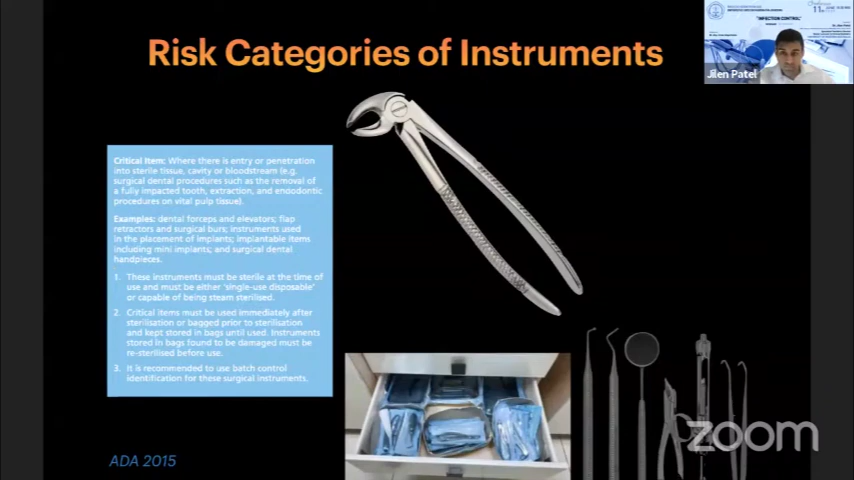 Risk Categories of Instruments
Critical Item: Where there is entry or penetration
into sterile tissue, cavity or bloodstream (e.g.
surgical dental procedures such as the removal of
a fully impacted tooth, extraction, and endodontic
procedures on vital pulp tissue).
Examples: dental forceps and elevators; flap
retractors and surgical burs; instruments used
in the placement of implants; implantable items
including mini implants; and surgical dental
handpieces.
1. These instruments must be sterile at the time of
use and must be either 'single-use disposable'
or capable of being steam sterilised.
2. Critical items must be used immediately after
sterilisation or bagged prior to sterilisation
and kept stored in bags until used. Instruments
stored in bags found to be damaged must be
re-sterilised before use.
3. It is recommended to use batch control
identification for these surgical instruments.
ADA 2015
"INFECTION CONTROL"
Jilen Patel
zoom